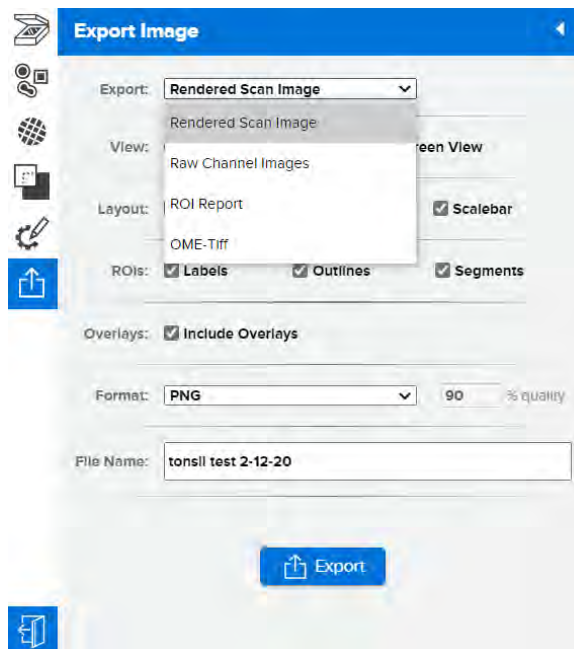 Export Image
Export: Rendered Scan Image
Rendered Scan Image
View: reen View
Raw Channel Images
Layout: ROI Report Scalebar
OME-Tiff
ROIs: Labels Outlines Segments
Overlays: Include Overlays
Format: PNG 90 % quality
File Name: tonsil test 2-12-20
Export